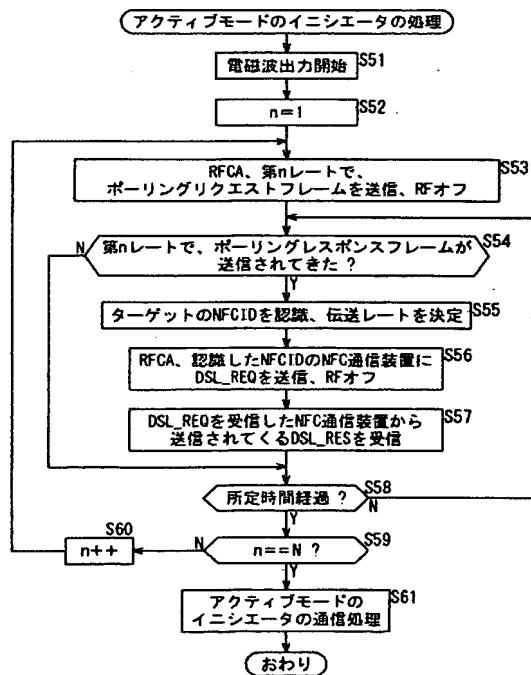 アクティブモードのイニシエータの処理
電磁波出力開始
S51
n=1
S52
RFCA、第nレートで、
ポーリングリクエストフレームを送信、RFオフ
S53
第nレートで、ポーリングレスポンスフレームが
送信されてきた ?
S54
N
Y
ターゲットのNFCIDを認識、伝送レートを決定
S55
RFCA、認識したNFCIDのNFC通信装置に
DSL_REQを送信、RFオフ
S56
DSL_REQを受信したNFC通信装置から
送信されてくるDSL_RESを受信
S57
所定時間経過 ?
S58
N
Y
n==N ?
S59
N
S60
n++
Y
アクティブモードの
イニシエータの通信処理
S61
おわり